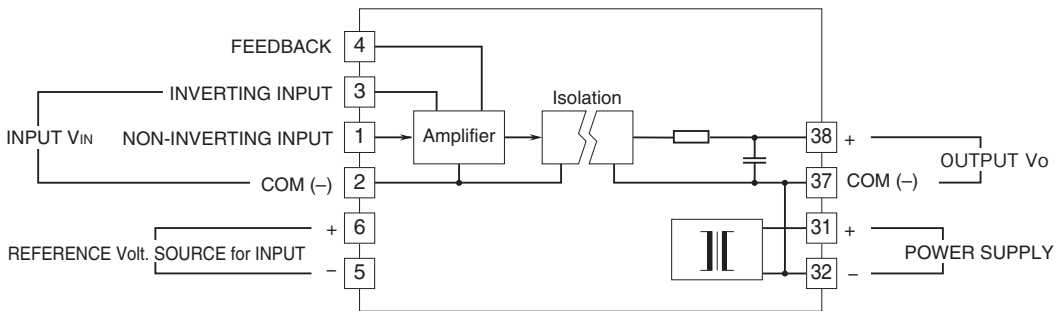 FEEDBACK 4
INVERTING INPUT 3
Isolation
INPUT VIN
NON-INVERTING INPUT 1
Amplifier
38 +
OUTPUT Vo
COM (–) 2
37 COM (–)
+ 6
31 +
REFERENCE Volt. SOURCE for INPUT
POWER SUPPLY
– 5
32 –